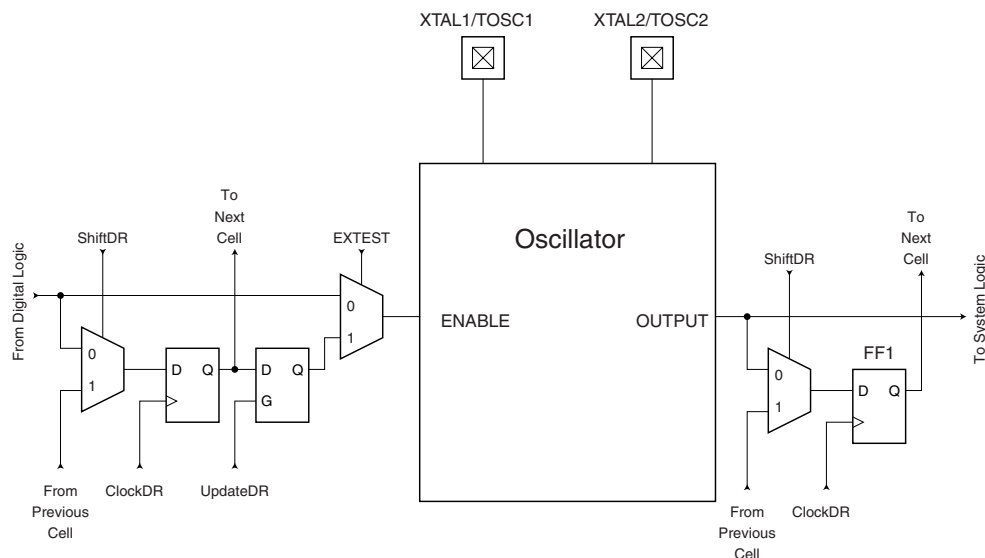 XTAL1/TOSC1
XTAL2/TOSC2
To
Next
Cell
ShiftDR
EXTEST
From Digital Logic
0
1
D
Q
D
Q
G
0
1
From
Previous
Cell
ClockDR
UpdateDR
Oscillator
ENABLE
OUTPUT
To
Next
Cell
ShiftDR
To System Logic
FF1
0
1
D
Q
From
Previous
Cell
ClockDR